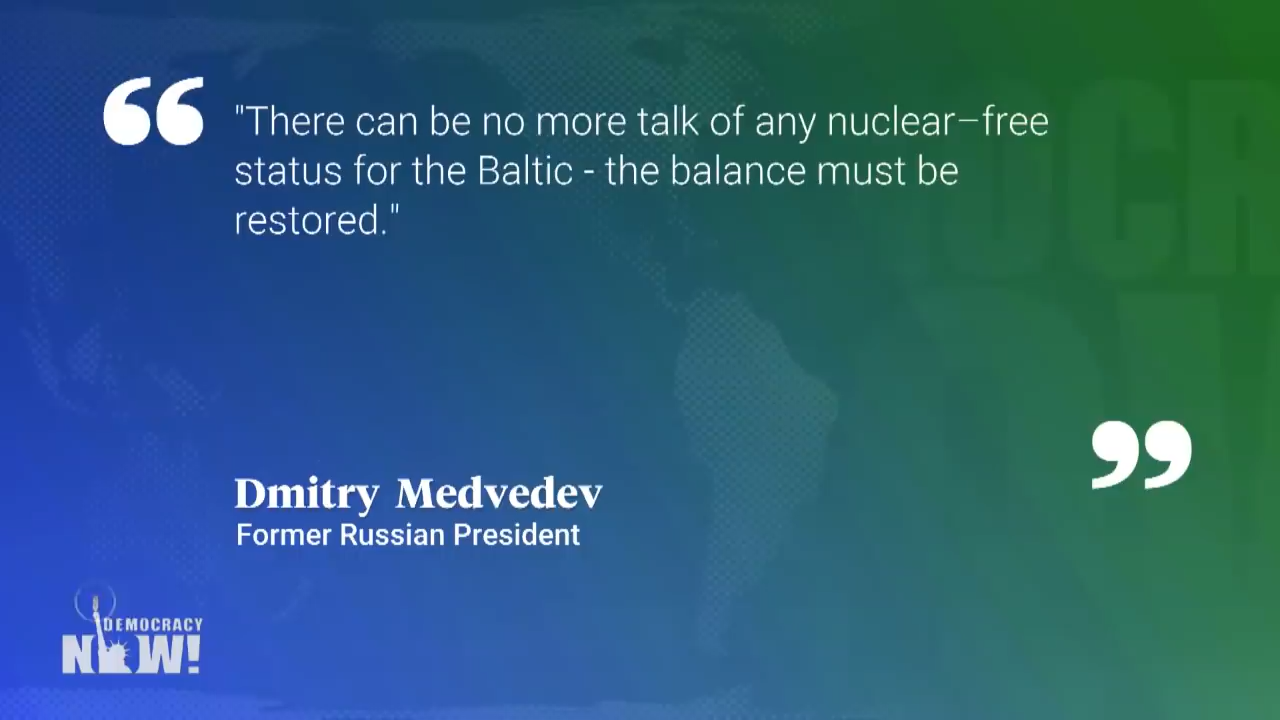 "There can be no more talk of any nuclear–free
status for the Baltic - the balance must be
restored."
Dmitry Medvedev
Former Russian President
DEMOCRACY
NOW!